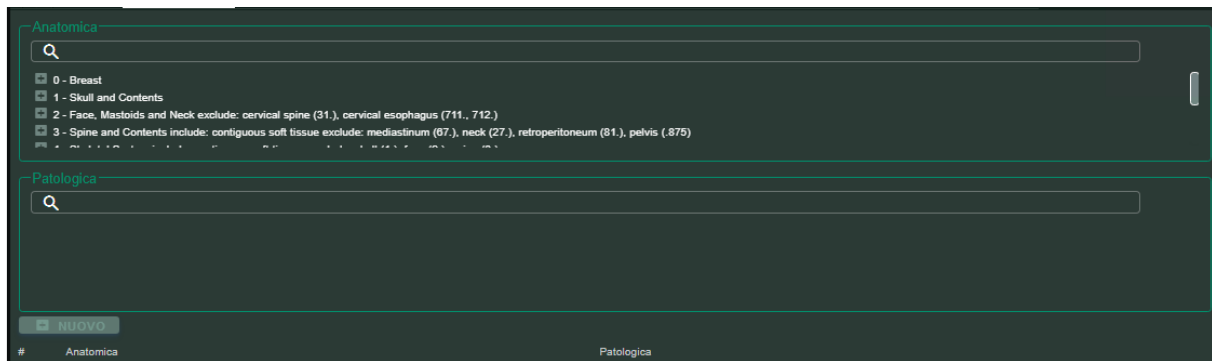 Anatomica
0 - Breast
1 - Skull and Contents
2 - Face, Mastoids and Neck exclude: cervical spine (31.), cervical esophagus (711., 712.)
3 - Spine and Contents include: contiguous soft tissue exclude: mediastinum (67.), neck (27.), retroperitoneum (81.), pelvis (.875)
Patologica
NUOVO
# Anatomica Patologica